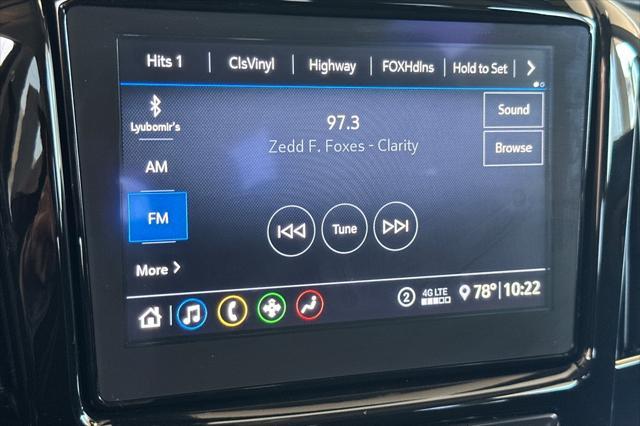 Hits 1 ClsVinyl Highway FOXHdlns Hold to Set
Lyubomir's
97.3
Sound
Zedd F. Foxes - Clarity
Browse
AM
FM
Tune
More
2 4G LTE 78° 10:22